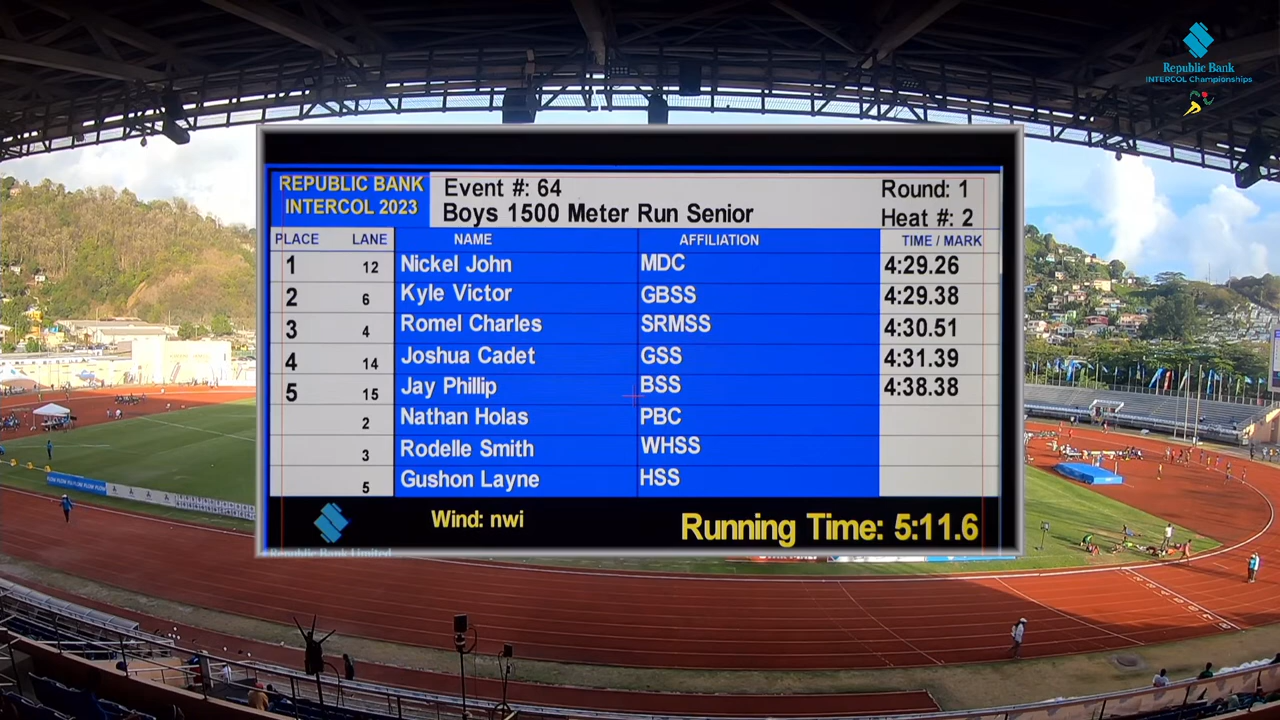 Republic Bank
INTERCOL Championships
REPUBLIC BANK
INTERCOL 2023
Event #: 64
Boys 1500 Meter Run Senior
Round: 1
Heat #: 2
PLACE LANE NAME AFFILIATION TIME / MARK
1 12 Nickel John MDC 4:29.26
2 6 Kyle Victor GBSS 4:29.38
3 4 Romel Charles SRMSS 4:30.51
4 14 Joshua Cadet GSS 4:31.39
5 15 Jay Phillip BSS 4:38.38
2 Nathan Holas PBC
3 Rodelle Smith WHSS
5 Gushon Layne HSS
Wind: nwi
Running Time: 5:11.6
Republic Bank Limited